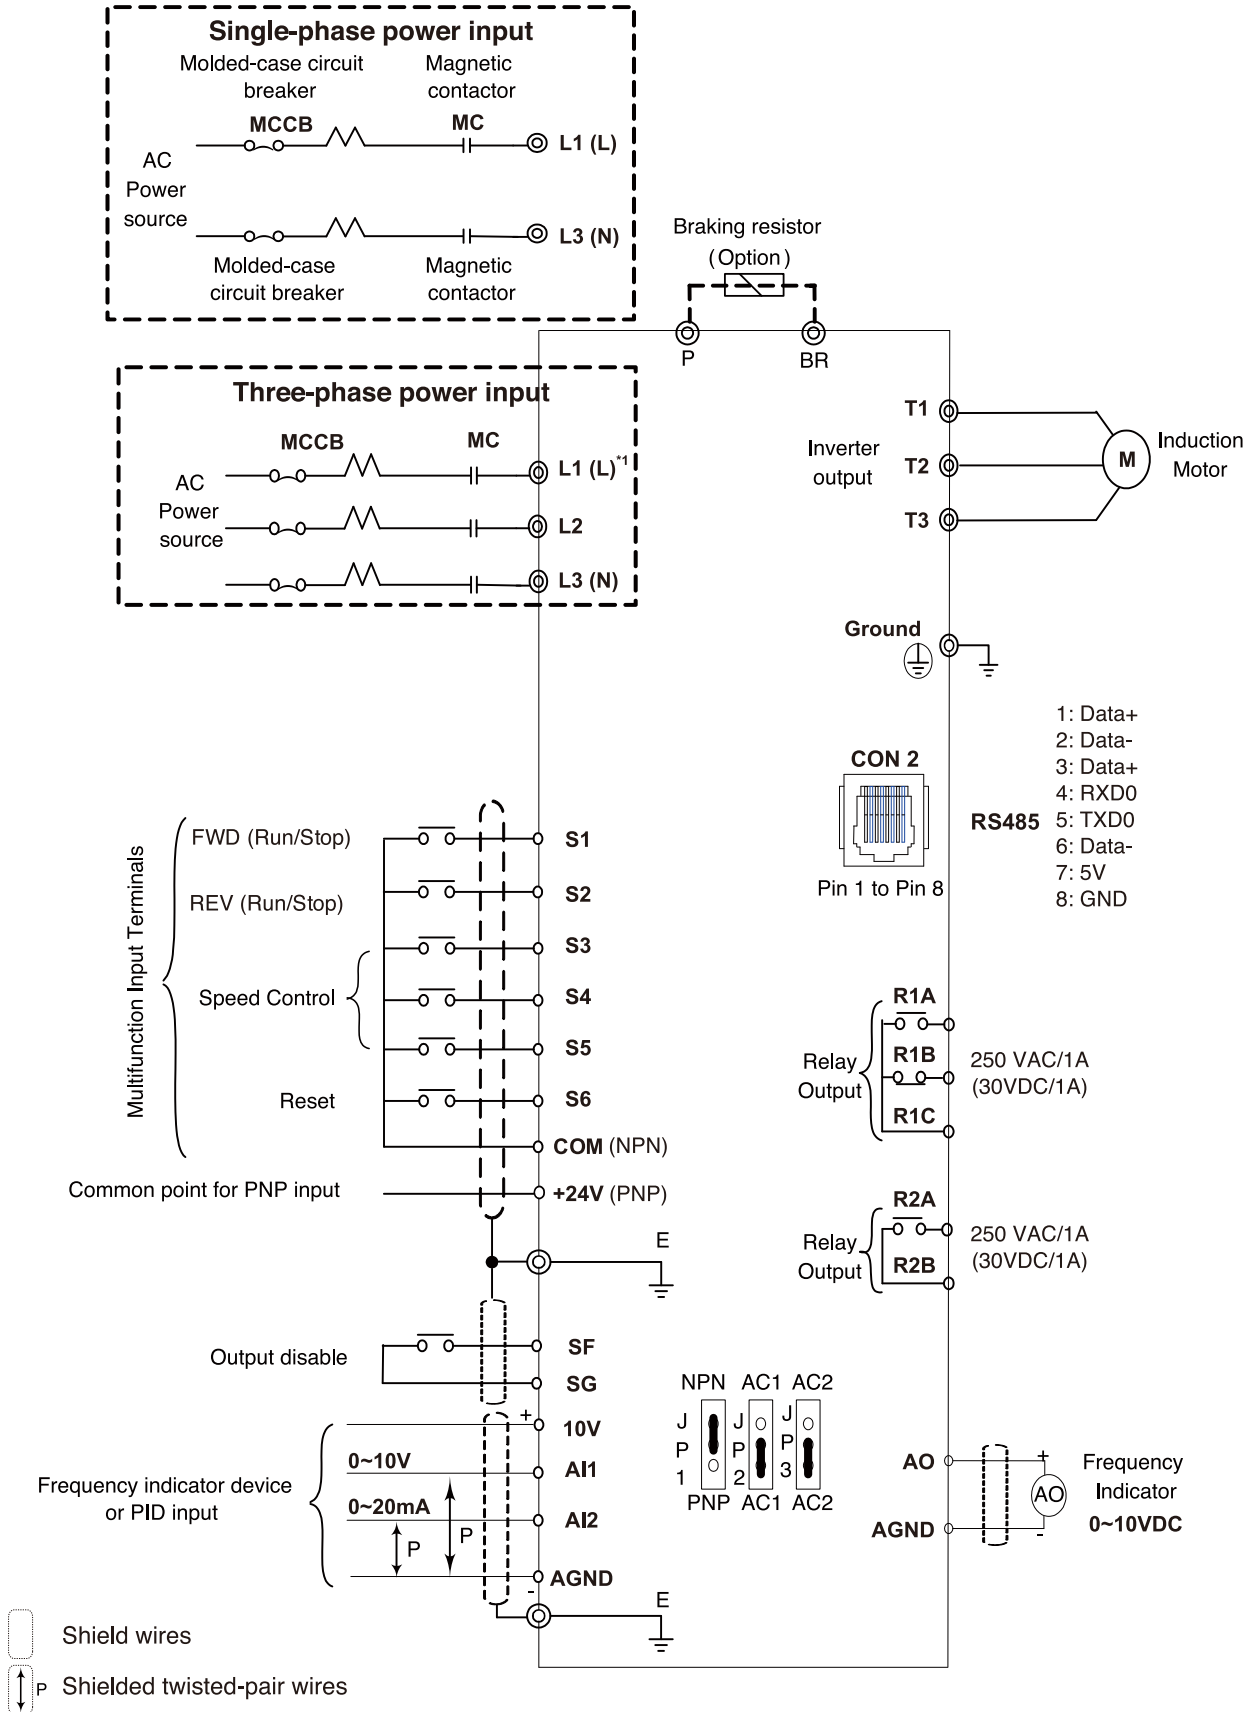 Single-phase power input
Molded-case circuit breaker
Magnetic contactor
MCCB
MC
L1 (L)
AC Power source
L3 (N)
Molded-case circuit breaker
Magnetic contactor
Braking resistor
(Option)
P
BR
Three-phase power input
MCCB
MC
L1 (L)*1
AC Power source
L2
L3 (N)
T1
Inverter output
T2
T3
M
Induction Motor
Ground
CON 2
Pin 1 to Pin 8
RS485
1: Data+
2: Data-
3: Data+
4: RXD0
5: TXD0
6: Data-
7: 5V
8: GND
Multifunction Input Terminals
FWD (Run/Stop)
S1
REV (Run/Stop)
S2
S3
Speed Control
S4
S5
Reset
S6
COM (NPN)
Common point for PNP input
+24V (PNP)
E
Relay Output
R1A
R1B
R1C
250 VAC/1A
(30VDC/1A)
Relay Output
R2A
R2B
250 VAC/1A
(30VDC/1A)
Output disable
SF
SG
+
10V
0~10V
AI1
Frequency indicator device or PID input
0~20mA
AI2
P
P
AGND
-
E
NPN AC1 AC2
J P 1
J P 2
J P 3
PNP AC1 AC2
AO
AGND
+
AO
-
Frequency Indicator
0~10VDC
Shield wires
P Shielded twisted-pair wires